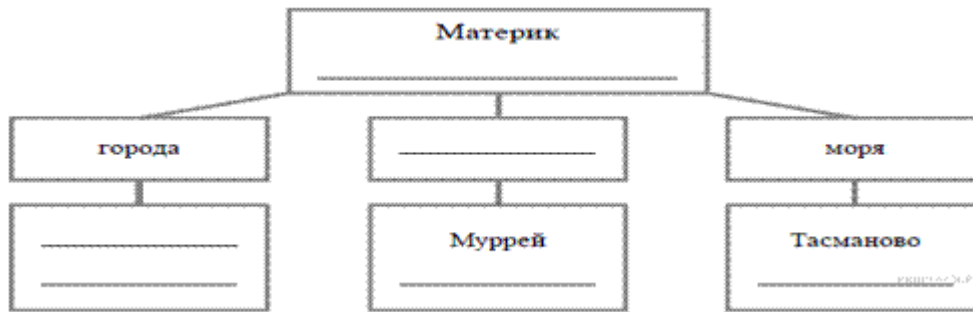 Материк
города
моря
Муррей
Тасманово